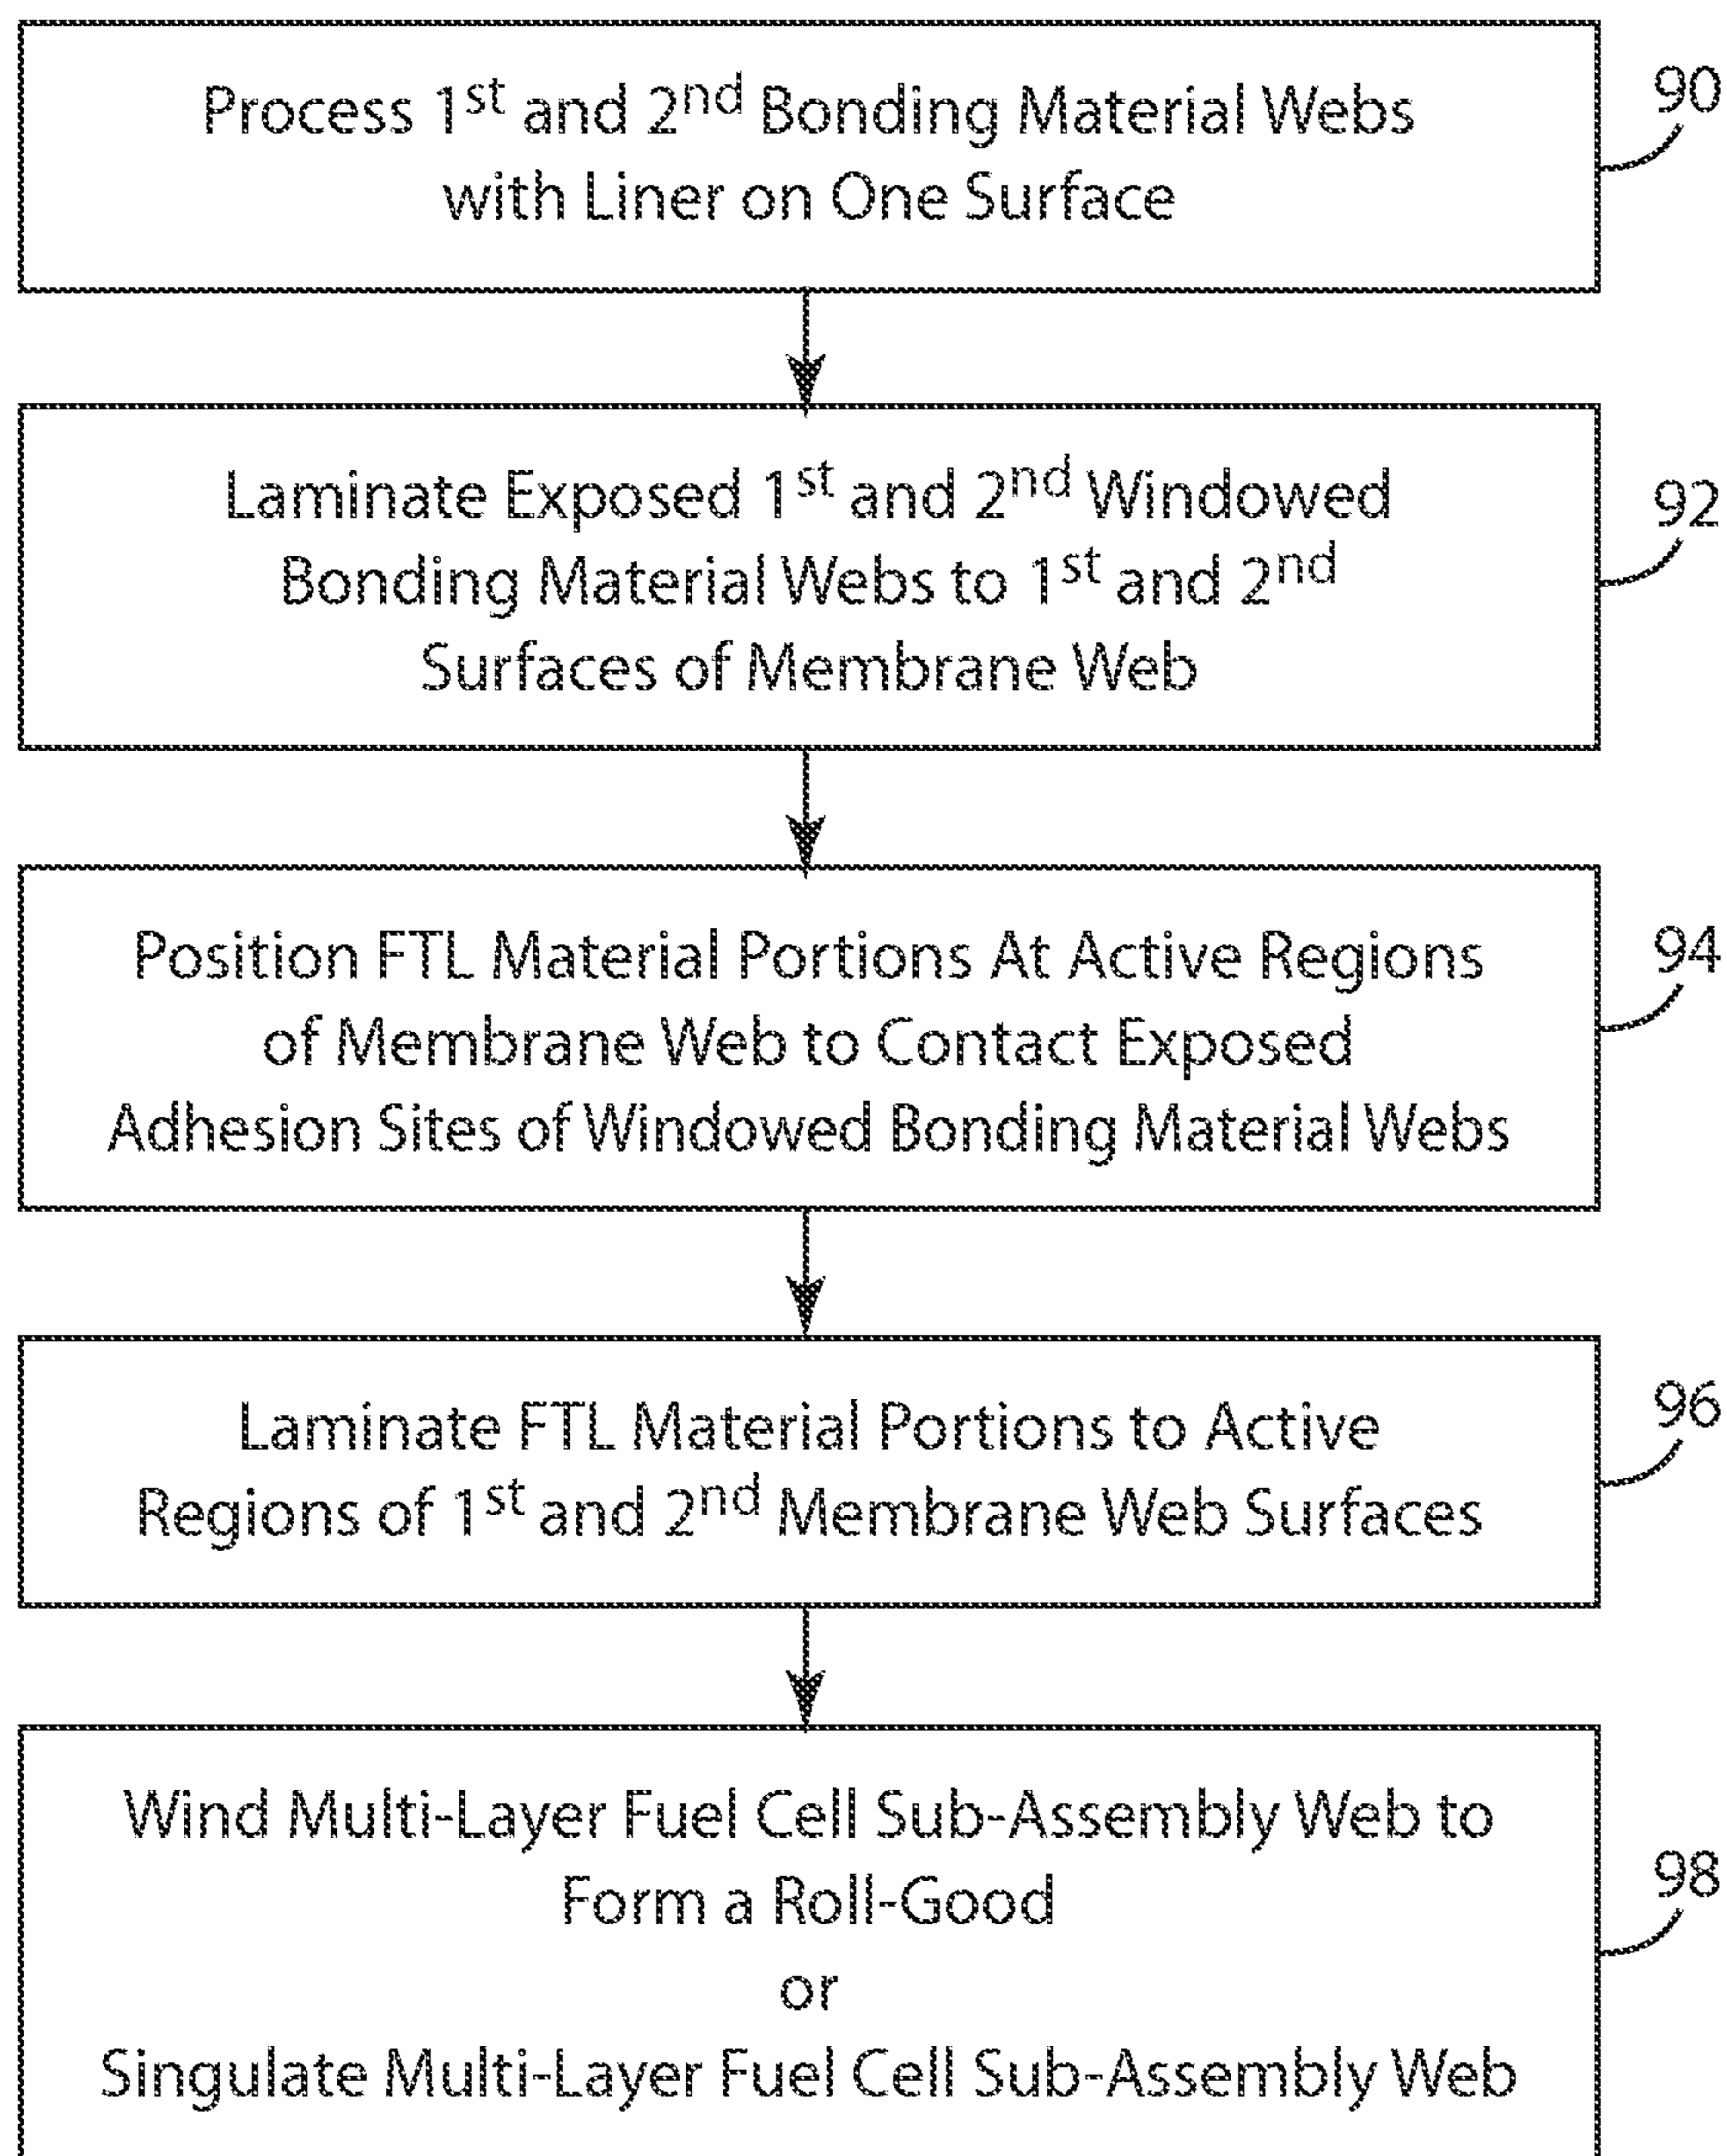 Process 1st and 2nd Bonding Material Webs
with Liner on One Surface
90
Laminate Exposed 1st and 2nd Windowed
Bonding Material Webs to 1st and 2nd
Surfaces of Membrane Web
92
Position FTL Material Portions At Active Regions
of Membrane Web to Contact Exposed
Adhesion Sites of Windowed Bonding Material Webs
94
Laminate FTL Material Portions to Active
Regions of 1st and 2nd Membrane Web Surfaces
96
Wind Multi-Layer Fuel Cell Sub-Assembly Web to
Form a Roll-Good
or
Singulate Multi-Layer Fuel Cell Sub-Assembly Web
98